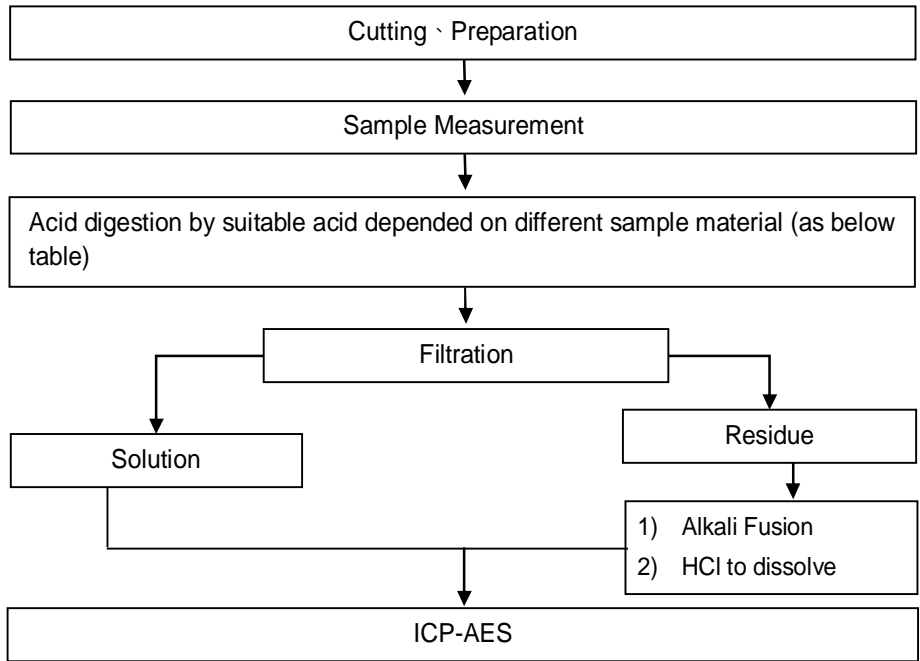 Cutting、Preparation
Sample Measurement
Acid digestion by suitable acid depended on different sample material (as below
table)
Filtration
Solution
Residue
1) Alkali Fusion
2) HCl to dissolve
ICP-AES